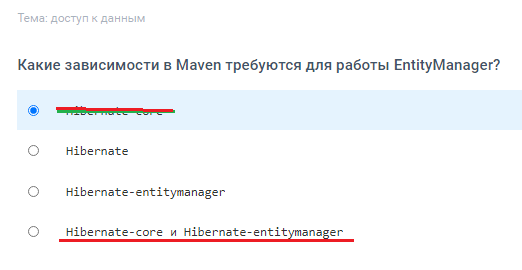 Тема: доступ к данным
Какие зависимости в Maven требуются для работы EntityManager?
Hibernate-core
Hibernate
Hibernate-entitymanager
Hibernate-core и Hibernate-entitymanager